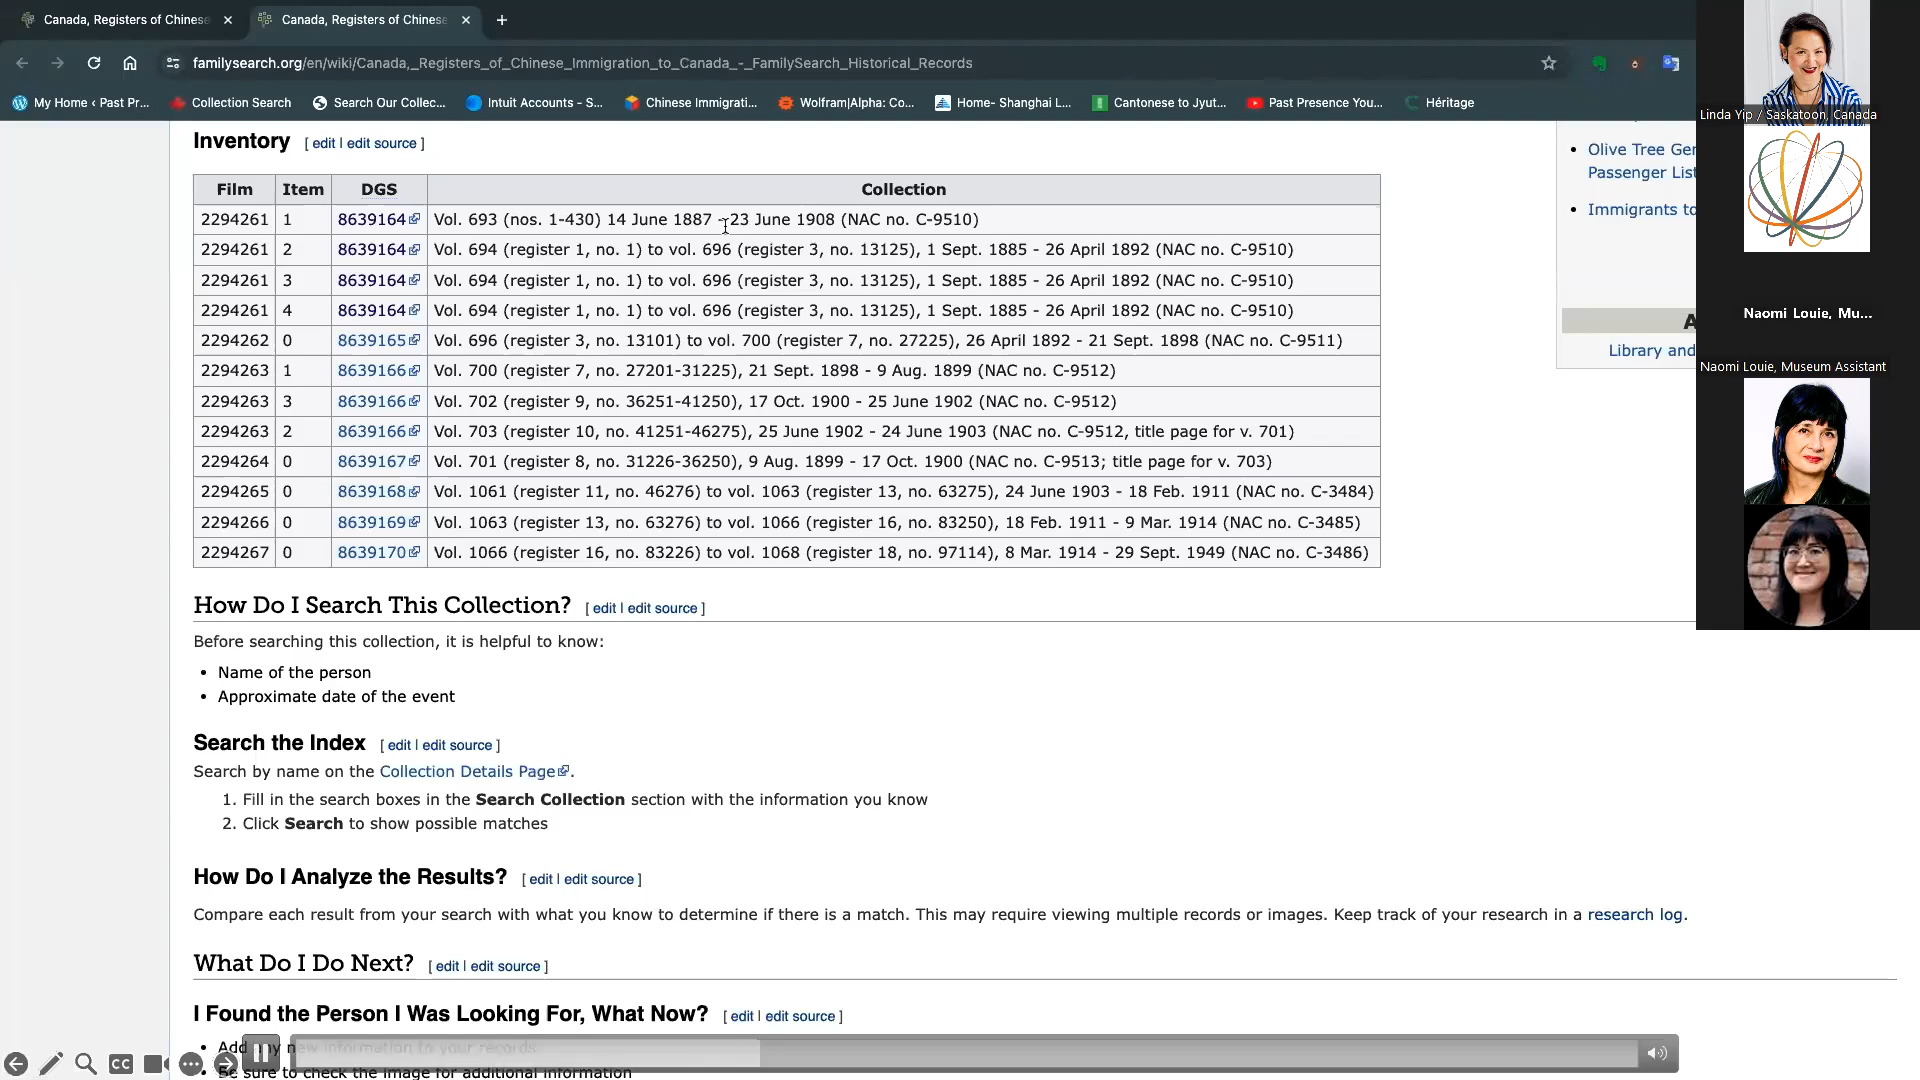 Canada, Registers of Chinese
Canada, Registers of Chinese
familysearch.org/en/wiki/Canada,_Registers_of_Chinese_Immigration_to_Canada_-_FamilySearch_Historical_Records
My Home ‹ Past Pr... Collection Search Search Our Collec... Intuit Accounts - S... Chinese Immigrati... Wolfram|Alpha: Co... Home- Shanghai L... Cantonese to Jyut... Past Presence You... Héritage
Inventory [ edit | edit source ]
Film Item DGS Collection
2294261 1 8639164 Vol. 693 (nos. 1-430) 14 June 1887 - 23 June 1908 (NAC no. C-9510)
2294261 2 8639164 Vol. 694 (register 1, no. 1) to vol. 696 (register 3, no. 13125), 1 Sept. 1885 - 26 April 1892 (NAC no. C-9510)
2294261 3 8639164 Vol. 694 (register 1, no. 1) to vol. 696 (register 3, no. 13125), 1 Sept. 1885 - 26 April 1892 (NAC no. C-9510)
2294261 4 8639164 Vol. 694 (register 1, no. 1) to vol. 696 (register 3, no. 13125), 1 Sept. 1885 - 26 April 1892 (NAC no. C-9510)
2294262 0 8639165 Vol. 696 (register 3, no. 13101) to vol. 700 (register 7, no. 27225), 26 April 1892 - 21 Sept. 1898 (NAC no. C-9511)
2294263 1 8639166 Vol. 700 (register 7, no. 27201-31225), 21 Sept. 1898 - 9 Aug. 1899 (NAC no. C-9512)
2294263 3 8639166 Vol. 702 (register 9, no. 36251-41250), 17 Oct. 1900 - 25 June 1902 (NAC no. C-9512)
2294263 2 8639166 Vol. 703 (register 10, no. 41251-46275), 25 June 1902 - 24 June 1903 (NAC no. C-9512, title page for v. 701)
2294264 0 8639167 Vol. 701 (register 8, no. 31226-36250), 9 Aug. 1899 - 17 Oct. 1900 (NAC no. C-9513; title page for v. 703)
2294265 0 8639168 Vol. 1061 (register 11, no. 46276) to vol. 1063 (register 13, no. 63275), 24 June 1903 - 18 Feb. 1911 (NAC no. C-3484)
2294266 0 8639169 Vol. 1063 (register 13, no. 63276) to vol. 1066 (register 16, no. 83250), 18 Feb. 1911 - 9 Mar. 1914 (NAC no. C-3485)
2294267 0 8639170 Vol. 1066 (register 16, no. 83226) to vol. 1068 (register 18, no. 97114), 8 Mar. 1914 - 29 Sept. 1949 (NAC no. C-3486)
How Do I Search This Collection? [ edit | edit source ]
Before searching this collection, it is helpful to know:
• Name of the person
• Approximate date of the event
Search the Index [ edit | edit source ]
Search by name on the Collection Details Page.
1. Fill in the search boxes in the Search Collection section with the information you know
2. Click Search to show possible matches
How Do I Analyze the Results? [ edit | edit source ]
Compare each result from your search with what you know to determine if there is a match. This may require viewing multiple records or images. Keep track of your research in a research log.
What Do I Do Next? [ edit | edit source ]
I Found the Person I Was Looking For, What Now? [ edit | edit source ]
• Add any new information to your records
• Be sure to check the image for additional information
CC
• Olive Tree Gen
Passenger List
• Immigrants to
A
Library and
Linda Yip / Saskatoon, Canada
Naomi Louie, Mu...
Naomi Louie, Museum Assistant